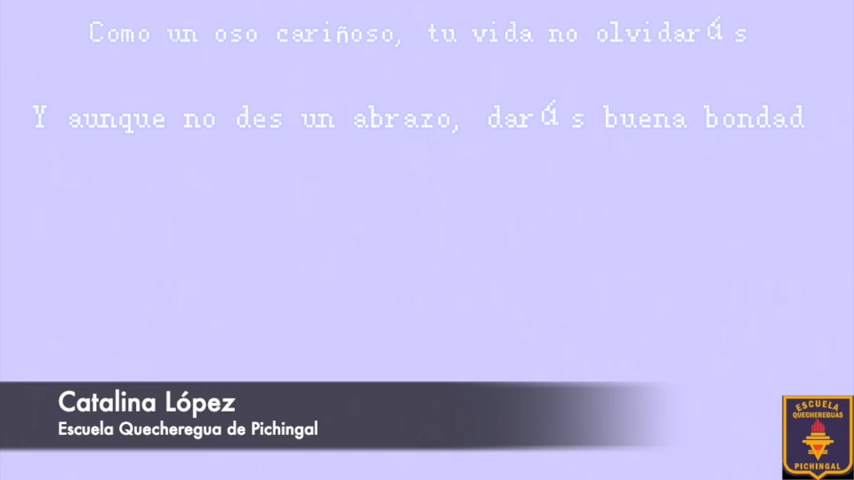 Como un oso cariñoso, tu vida no olvidarás
Y aunque no des un abrazo, darás buena bondad
Catalina López
Escuela Quecheregua de Pichingal
ESCUELA
QUECHEREGUAS
PICHINGAL